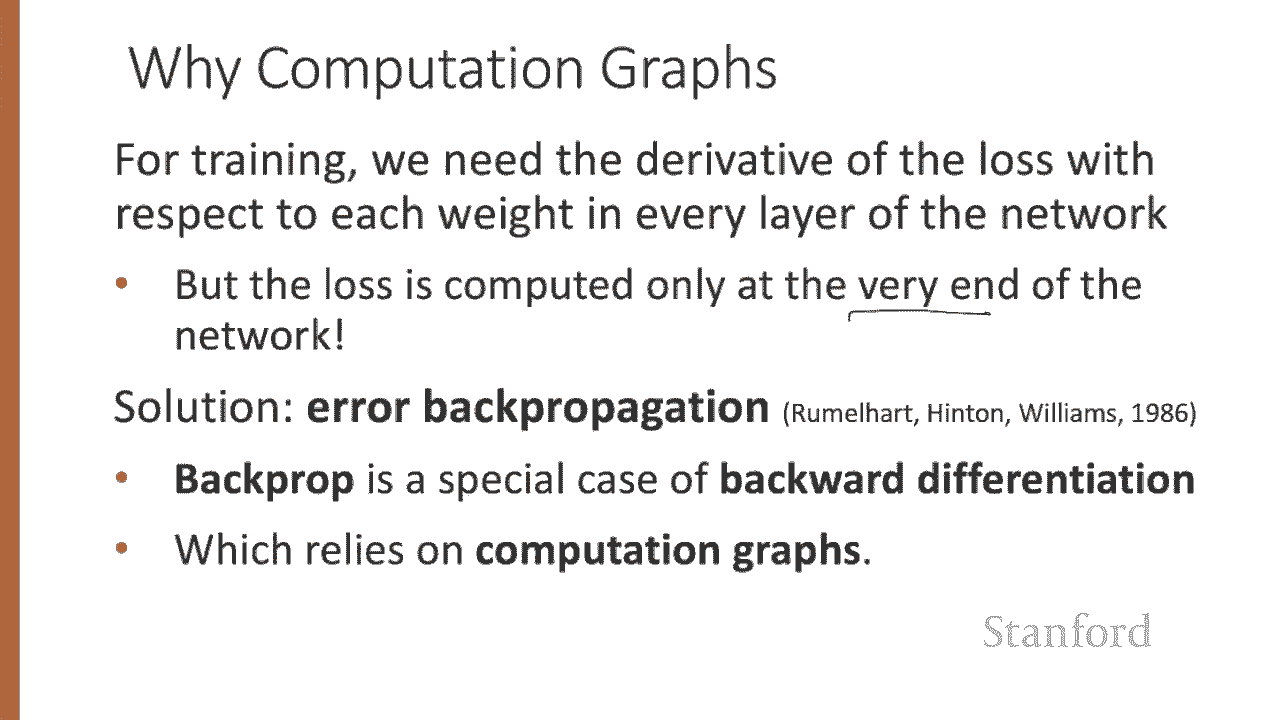 Why Computation Graphs
For training, we need the derivative of the loss with
respect to each weight in every layer of the network
• But the loss is computed only at the very end of the
network!
Solution: error backpropagation (Rumelhart, Hinton, Williams, 1986)
• Backprop is a special case of backward differentiation
• Which relies on computation graphs.
Stanford